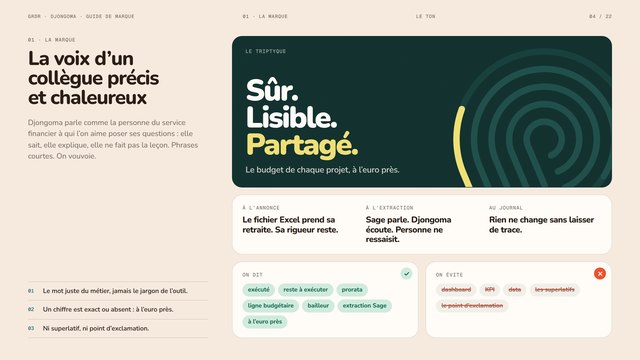 GRDR · DJONGOMA · GUIDE DE MARQUE
01 · LA MARQUE
LE TON
04 / 22
01 · LA MARQUE
La voix d’un
collègue précis
et chaleureux
Djongoma parle comme la personne du service
financier à qui l’on aime poser ses questions : elle
sait, elle explique, elle ne fait pas la leçon. Phrases
courtes. On vouvoie.
01 Le mot juste du métier, jamais le jargon de l’outil.
02 Un chiffre est exact ou absent : à l’euro près.
03 Ni superlatif, ni point d’exclamation.
LE TRIPTYQUE
Sûr.
Lisible.
Partagé.
Le budget de chaque projet, à l’euro près.
À L’ANNONCE
Le fichier Excel prend sa
retraite. Sa rigueur reste.
À L’EXTRACTION
Sage parle. Djongoma
écoute. Personne ne
ressaisit.
AU JOURNAL
Rien ne change sans laisser
de trace.
ON DIT
exécuté reste à exécuter prorata
ligne budgétaire bailleur extraction Sage
à l’euro près
ON ÉVITE
dashboard KPI data les superlatifs
le point d’exclamation